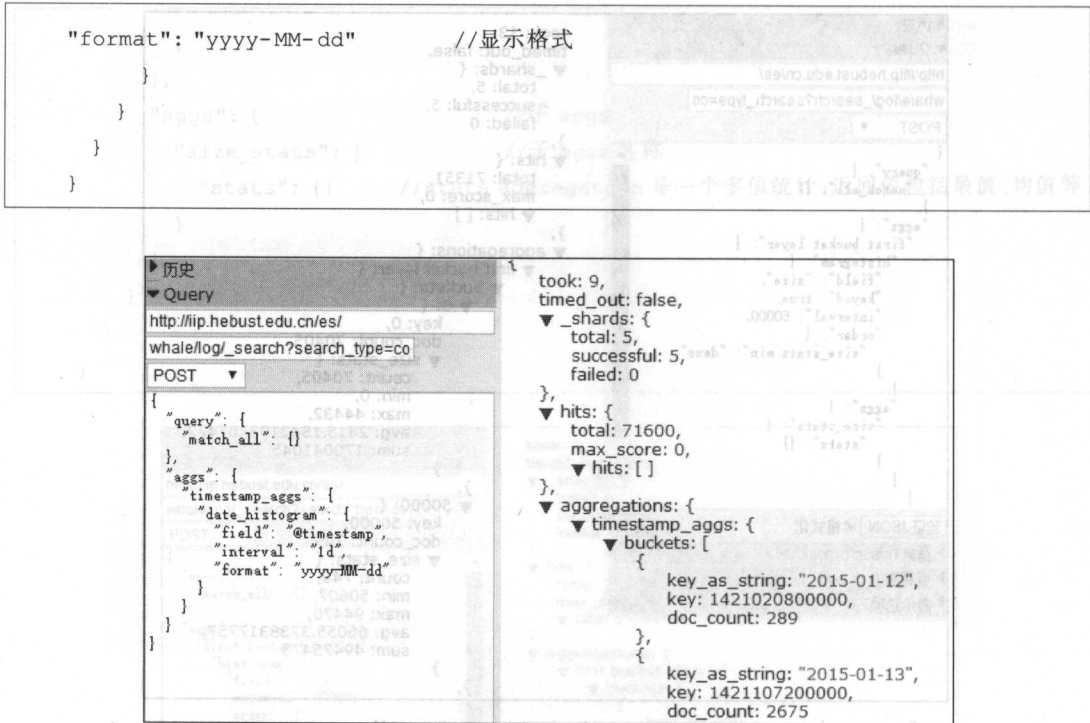 "format": "yyyy-MM-dd" //显示格式
}
}
}
}
历史
Query
http://iip.hebust.edu.cn/es/
whale/log/_search?search_type=co
POST
{
"query": {
"match_all": {}
},
"aggs": {
"timestamp_aggs": {
"date_histogram": {
"field": "@timestamp",
"interval": "1d",
"format": "yyyy-MM-dd"
}
}
}
}
took: 9,
timed_out: false,
▼ _shards: {
total: 5,
successful: 5,
failed: 0
},
▼ hits: {
total: 71600,
max_score: 0,
▼ hits: [ ]
},
▼ aggregations: {
▼ timestamp_aggs: {
▼ buckets: [
{
key_as_string: "2015-01-12",
key: 1421020800000,
doc_count: 289
},
{
key_as_string: "2015-01-13",
key: 1421107200000,
doc_count: 2675